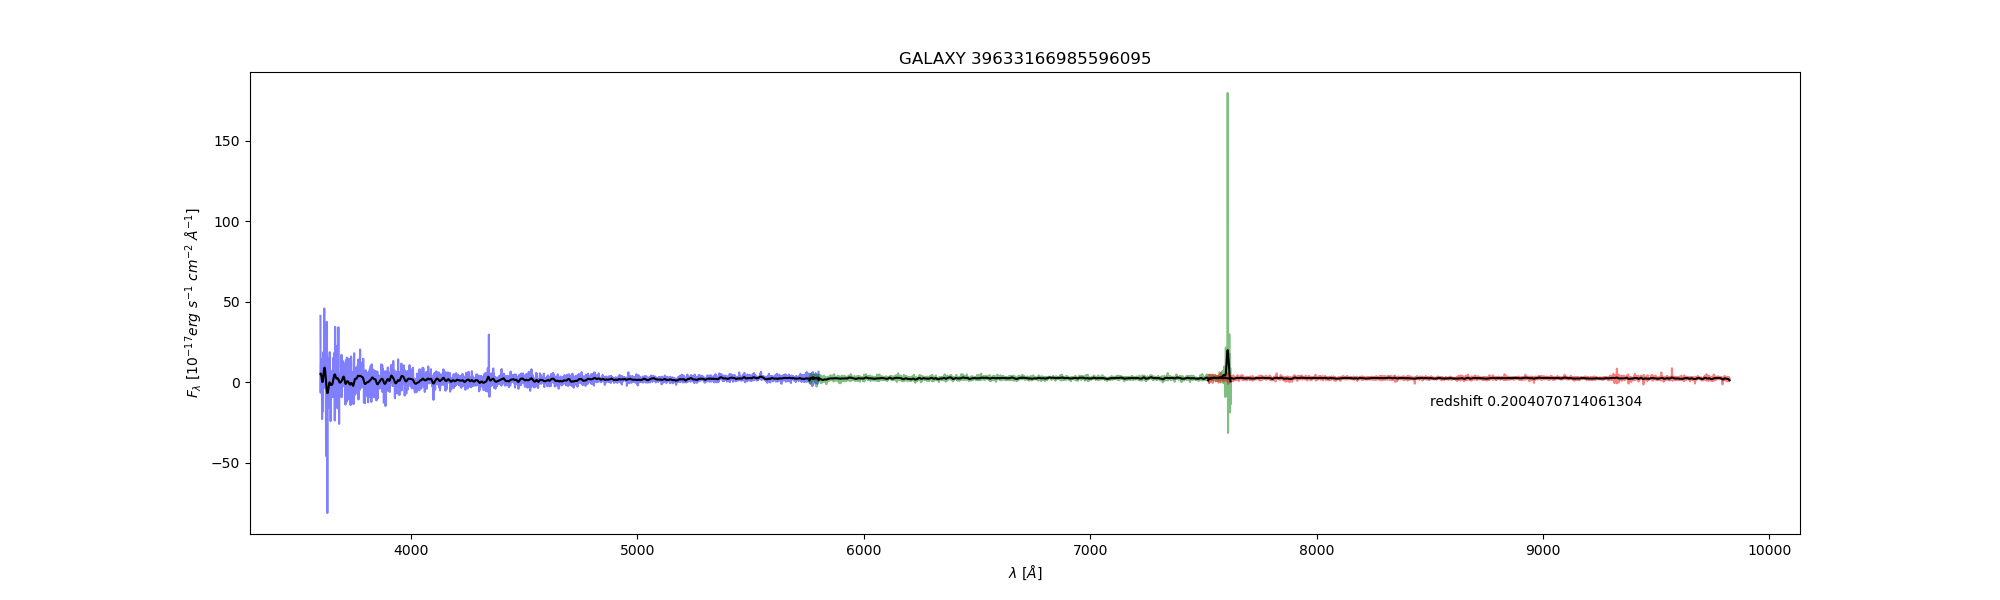 GALAXY 39633166985596095
150
100
50
0
−50
F_λ [10^{−17}erg s^{−1} cm^{−2} Å^{−1}]
redshift 0.2004070714061304
4000 5000 6000 7000 8000 9000 10000
λ [Å]